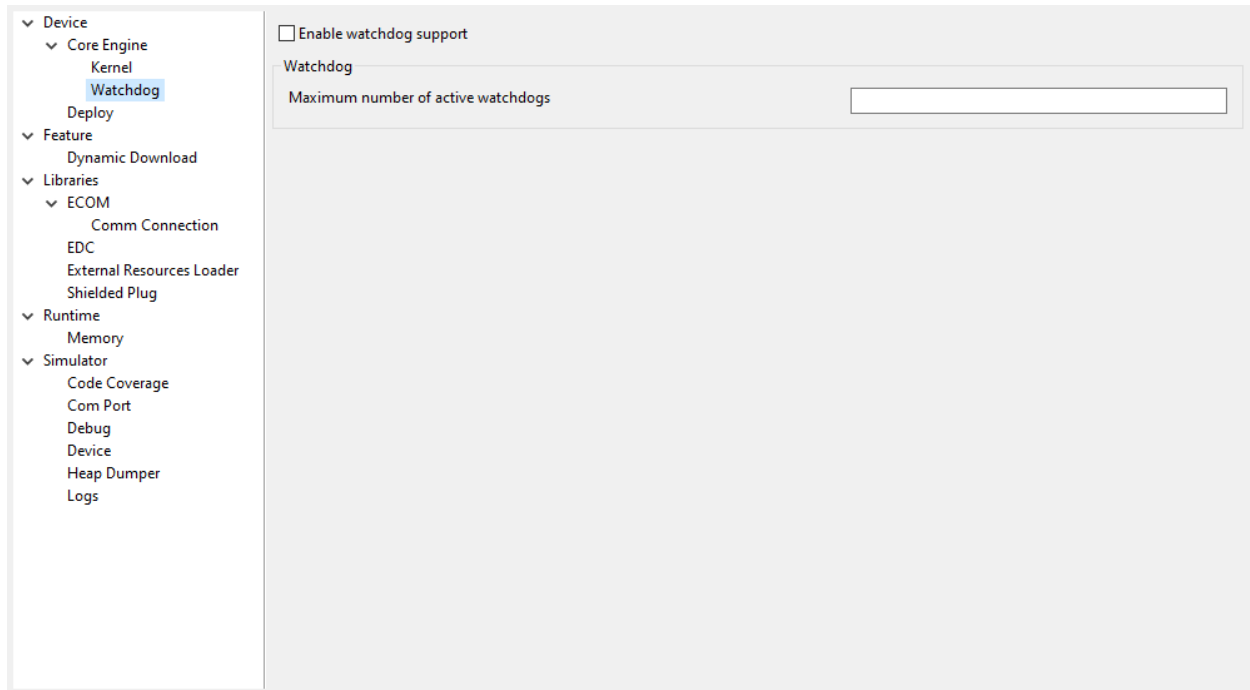 Device
Core Engine
Kernel
Watchdog
Deploy
Feature
Dynamic Download
Libraries
ECOM
Comm Connection
EDC
External Resources Loader
Shielded Plug
Runtime
Memory
Simulator
Code Coverage
Com Port
Debug
Device
Heap Dumper
Logs
Enable watchdog support
Watchdog
Maximum number of active watchdogs